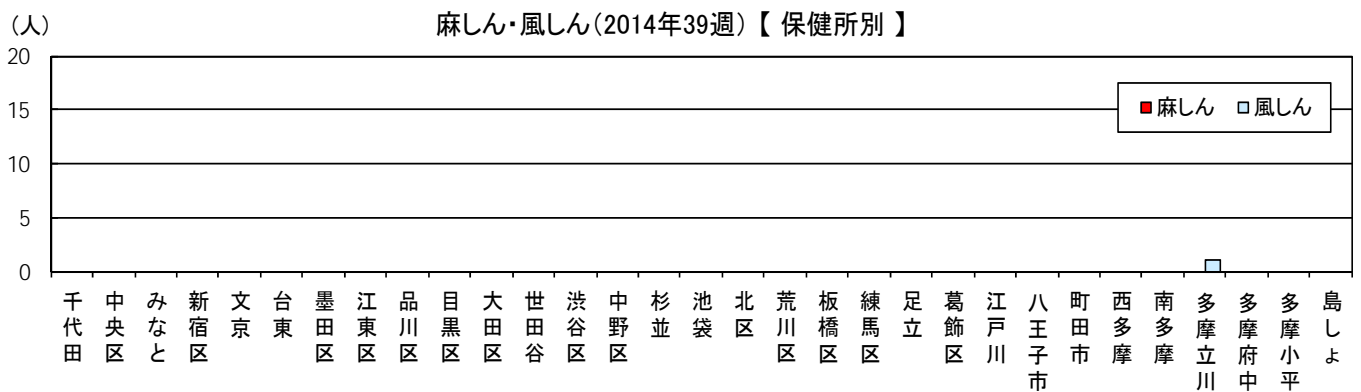 麻しん・風しん（2014年39週）【 保健所別 】
（人）
20
15
10
5
0
麻しん 風しん
千代田
中央区
みなと
新宿区
文京
台東
墨田区
江東区
品川区
目黒区
大田区
世田谷
渋谷区
中野区
杉並
池袋
北区
荒川区
板橋区
練馬区
足立
葛飾区
江戸川
八王子市
町田市
西多摩
南多摩
多摩立川
多摩府中
多摩小平
島しょ